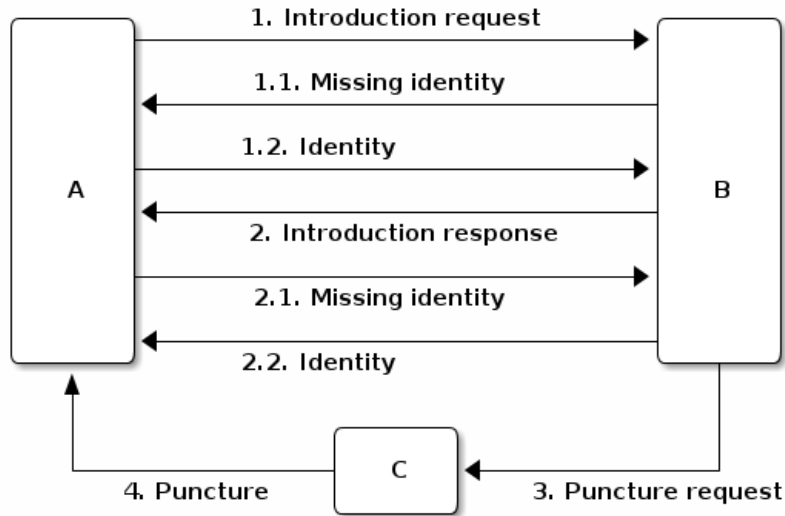 1. Introduction request
1.1. Missing identity
1.2. Identity
A
B
2. Introduction response
2.1. Missing identity
2.2. Identity
C
4. Puncture
3. Puncture request